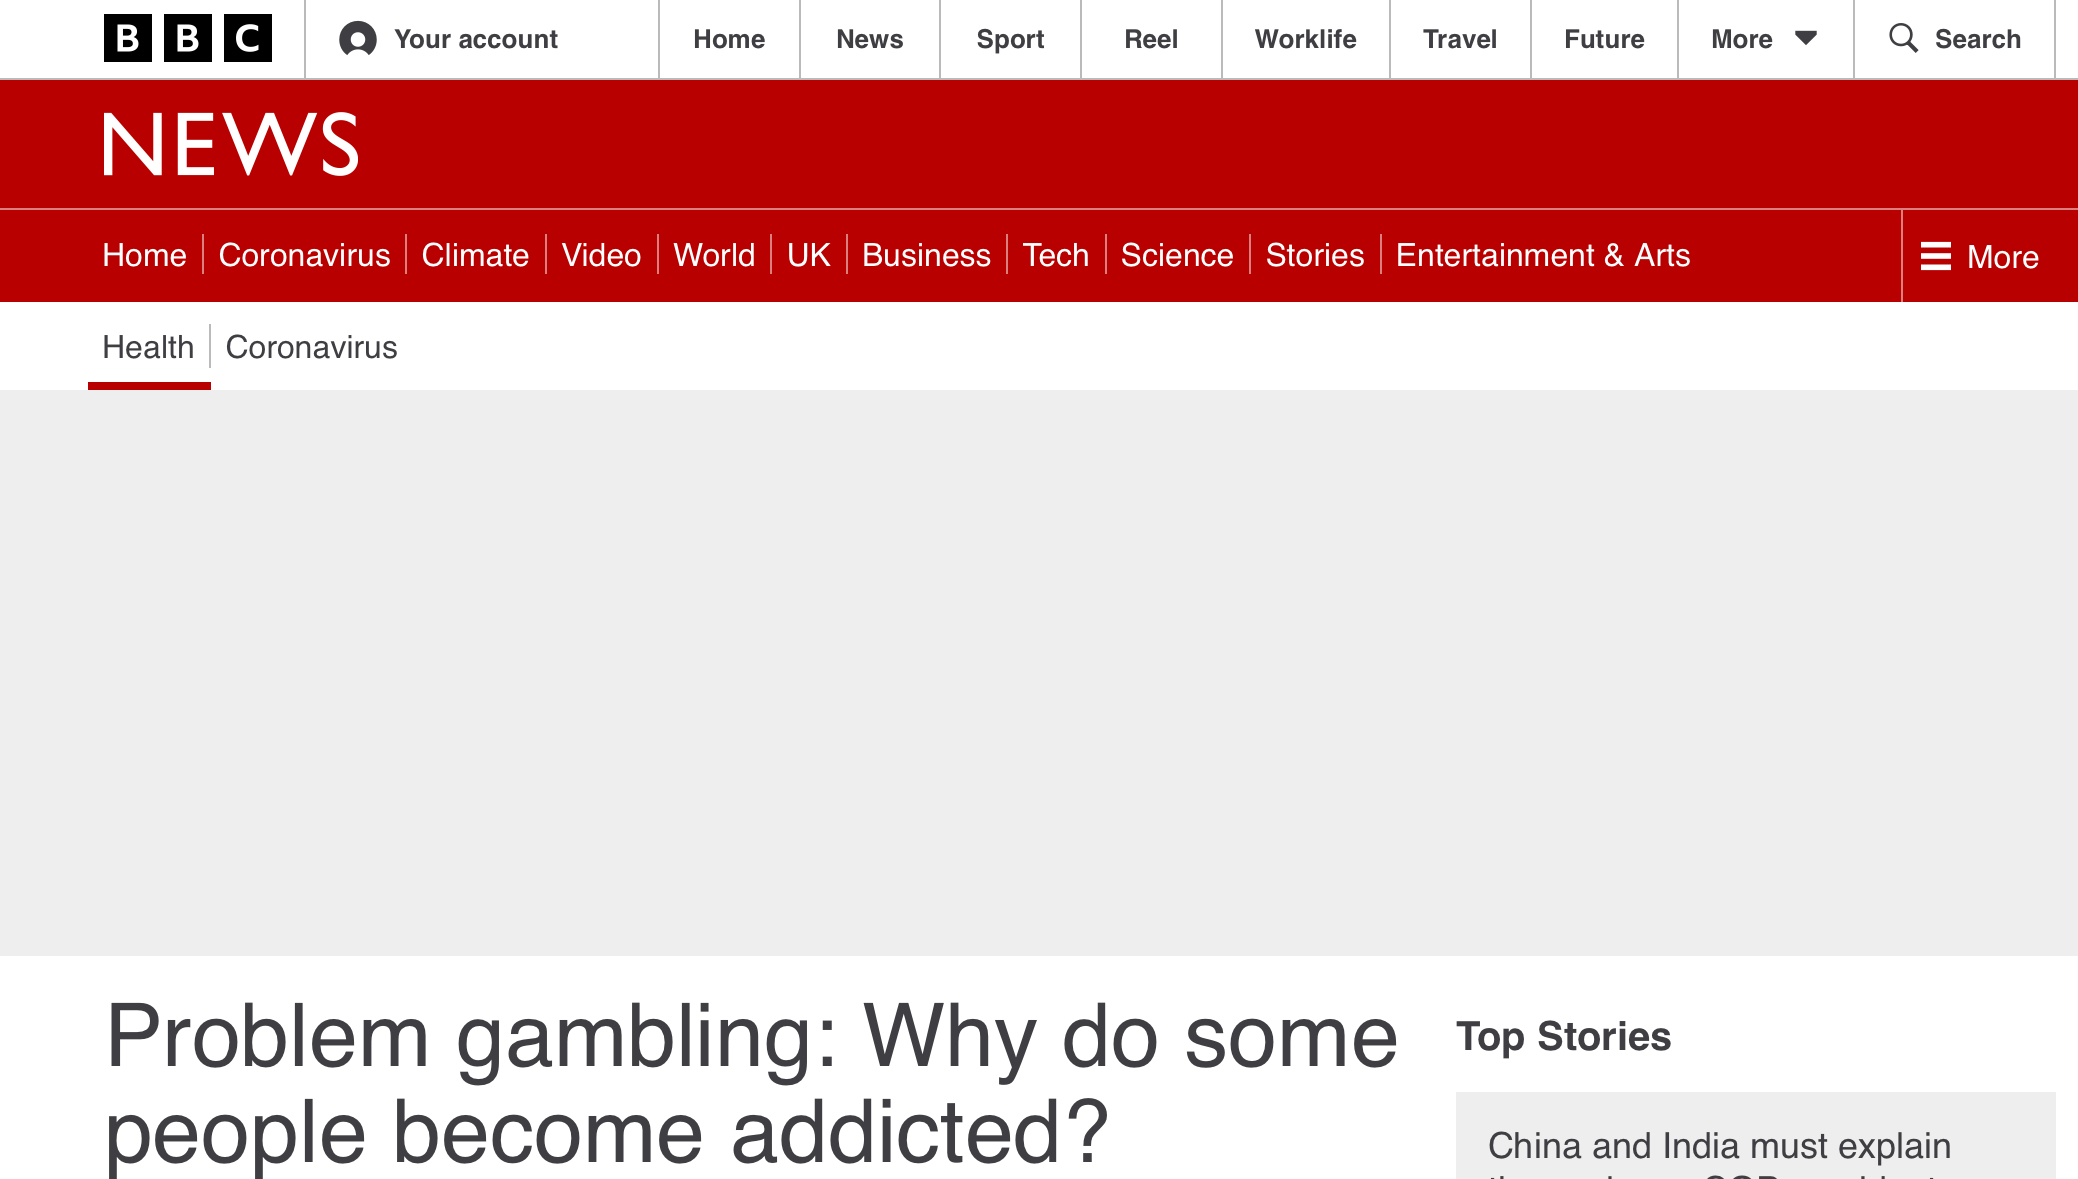 BBC
Your account
Home
News
Sport
Reel
Worklife
Travel
Future
More
Search
NEWS
Home
Coronavirus
Climate
Video
World
UK
Business
Tech
Science
Stories
Entertainment & Arts
More
Health
Coronavirus
Problem gambling: Why do some
people become addicted?
Top Stories
China and India must explain